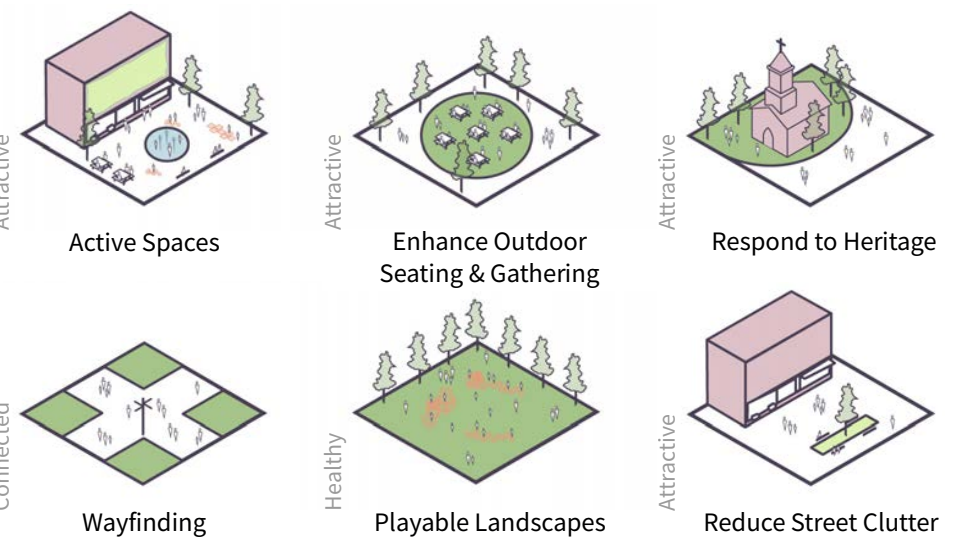 Attractive
Active Spaces
Attractive
Enhance Outdoor
Seating & Gathering
Attractive
Respond to Heritage
Connected
Wayfinding
Healthy
Playable Landscapes
Attractive
Reduce Street Clutter